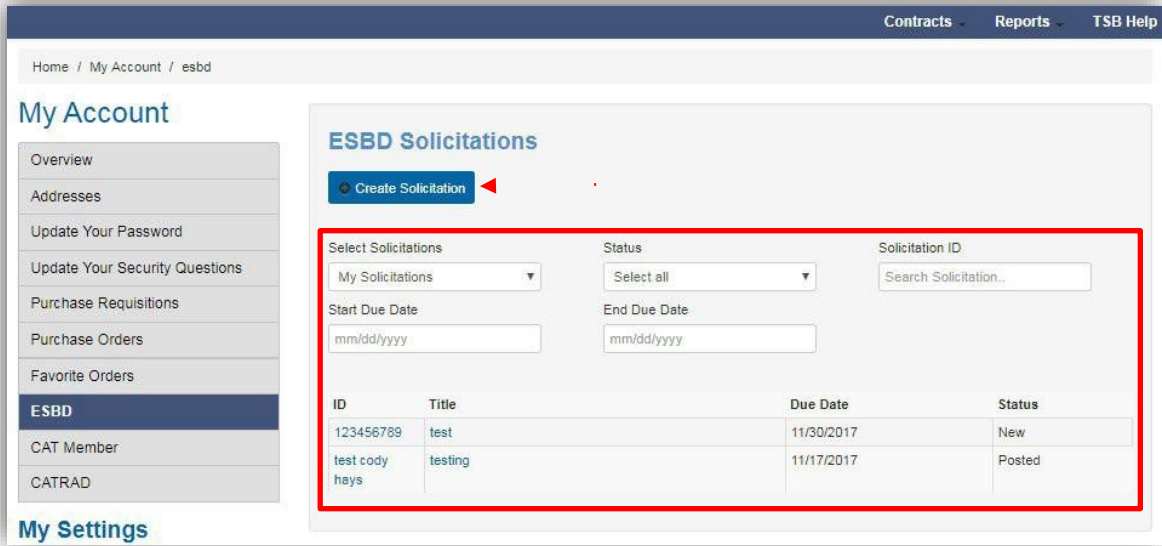 Contracts Reports TSB Help
Home / My Account / esbd
My Account
Overview
Addresses
Update Your Password
Update Your Security Questions
Purchase Requisitions
Purchase Orders
Favorite Orders
ESBD
CAT Member
CATRAD
My Settings
ESBD Solicitations
Create Solicitation
Select Solicitations Status Solicitation ID
My Solicitations Select all Search Solicitation..
Start Due Date End Due Date
mm/dd/yyyy mm/dd/yyyy
ID Title Due Date Status
123456789 test 11/30/2017 New
test cody testing 11/17/2017 Posted
hays